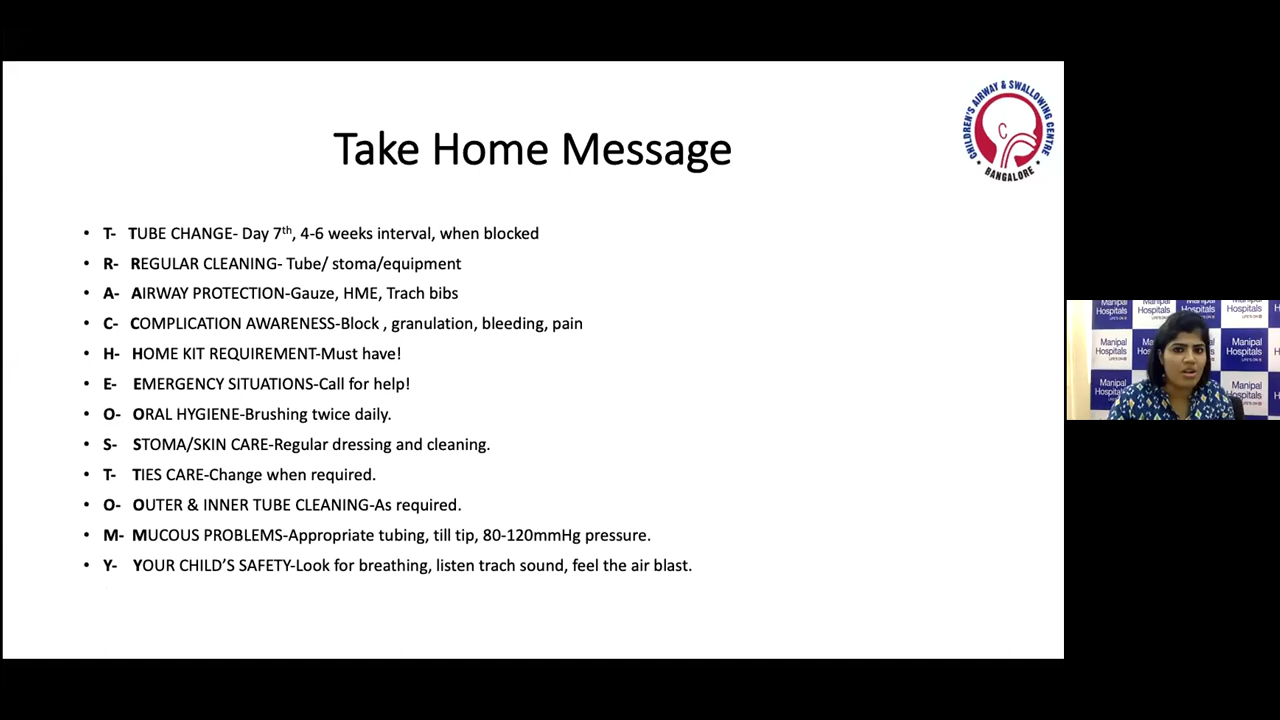 CHILDREN'S AIRWAY & SWALLOWING CENTRE
• BANGALORE •
Take Home Message
• T- TUBE CHANGE- Day 7th, 4-6 weeks interval, when blocked
• R- REGULAR CLEANING- Tube/ stoma/equipment
• A- AIRWAY PROTECTION-Gauze, HME, Trach bibs
• C- COMPLICATION AWARENESS-Block , granulation, bleeding, pain
• H- HOME KIT REQUIREMENT-Must have!
• E- EMERGENCY SITUATIONS-Call for help!
• O- ORAL HYGIENE-Brushing twice daily.
• S- STOMA/SKIN CARE-Regular dressing and cleaning.
• T- TIES CARE-Change when required.
• O- OUTER & INNER TUBE CLEANING-As required.
• M- MUCOUS PROBLEMS-Appropriate tubing, till tip, 80-120mmHg pressure.
• Y- YOUR CHILD'S SAFETY-Look for breathing, listen trach sound, feel the air blast.
Manipal
Hospitals
LIFE'S ON